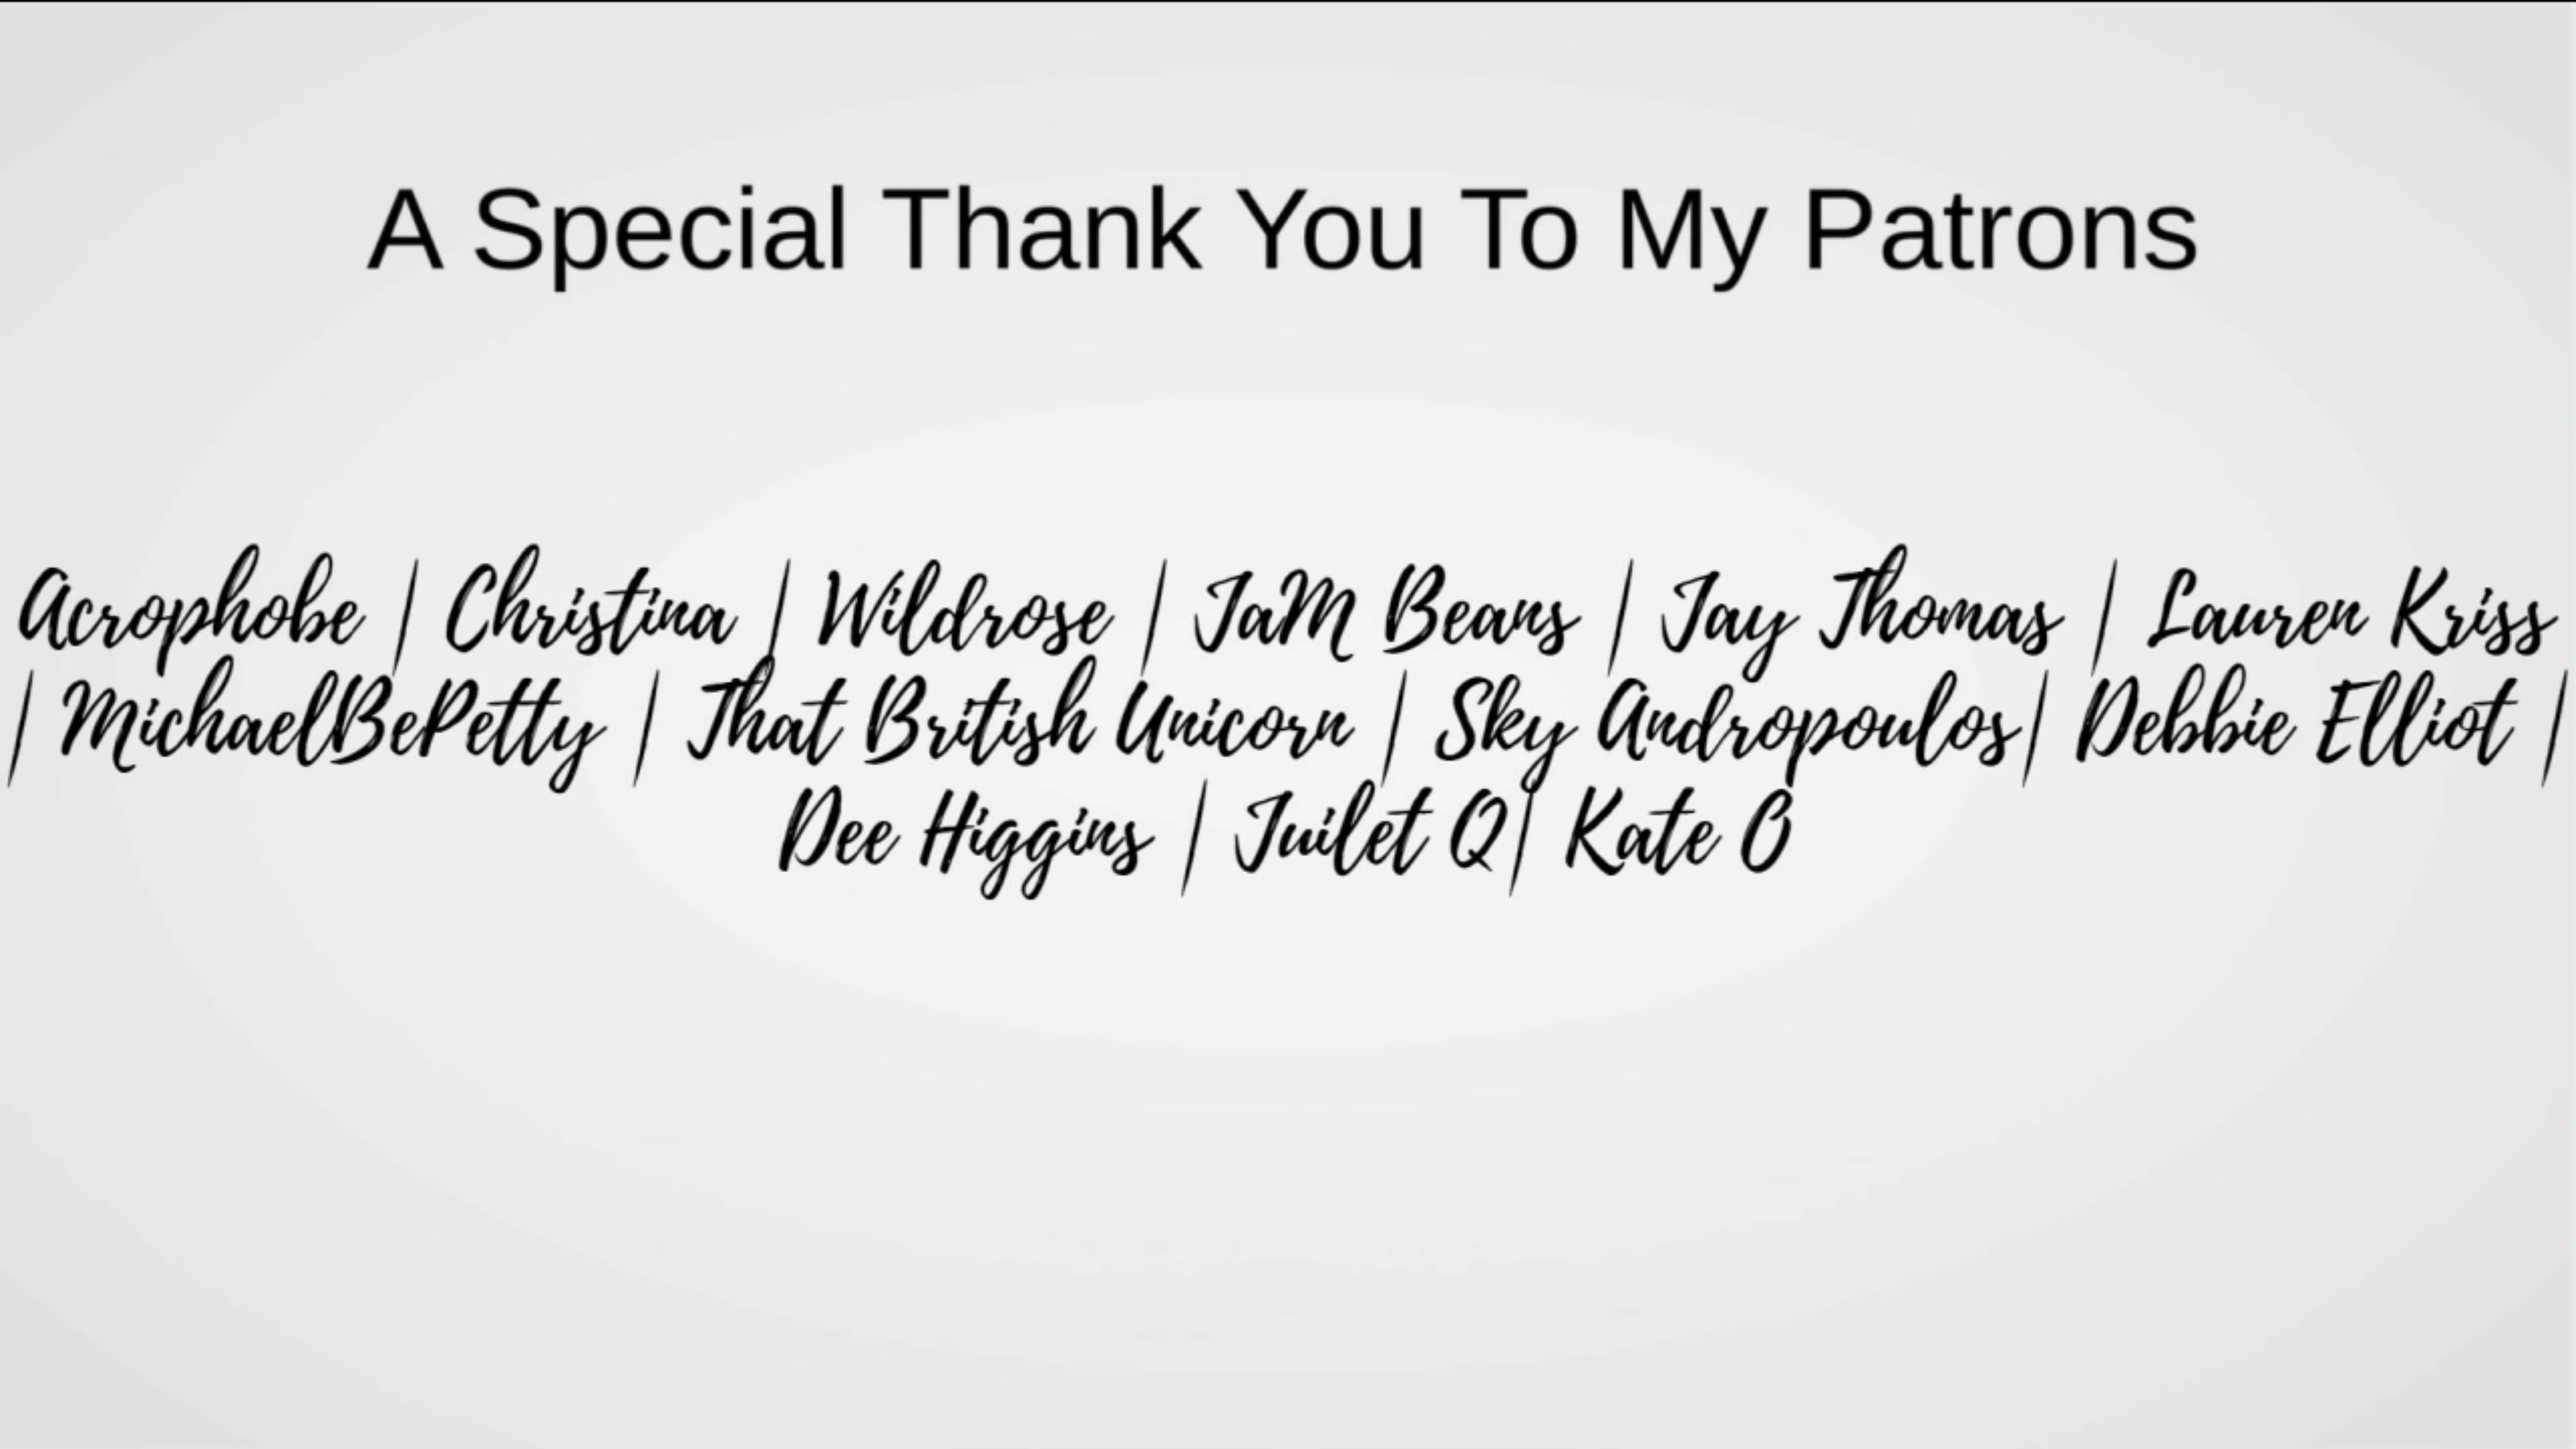 A Special Thank You To My Patrons
Acrophobe | Christina | Wildrose | JaM Beans | Jay Thomas | Lauren Kriss
| MichaelBePetty | That British Unicorn | Sky Andropoulos| Debbie Elliot |
Dee Higgins | Juilet Q| Kate O